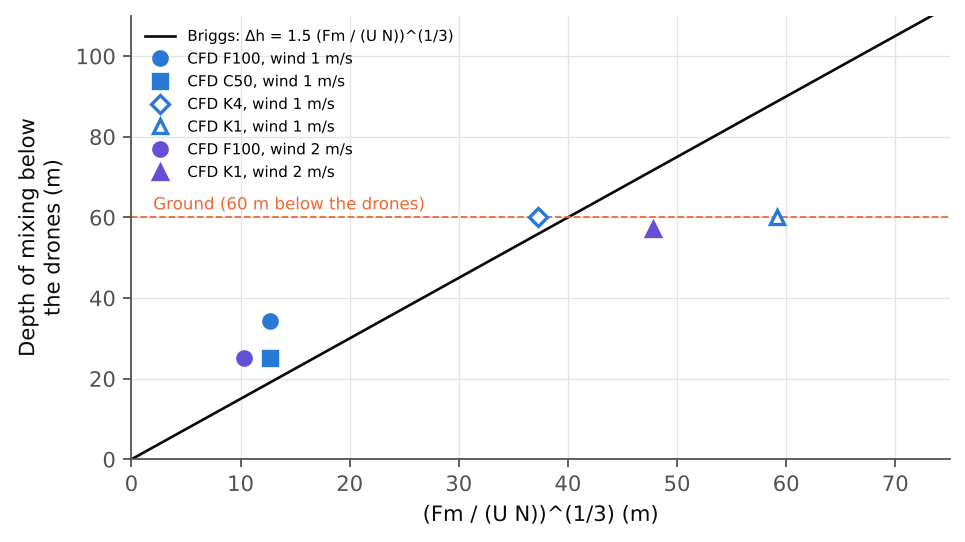 Briggs: Δh = 1.5 (Fm / (U N))^(1/3)
CFD F100, wind 1 m/s
CFD C50, wind 1 m/s
CFD K4, wind 1 m/s
CFD K1, wind 1 m/s
CFD F100, wind 2 m/s
CFD K1, wind 2 m/s
Ground (60 m below the drones)
Depth of mixing below
the drones (m)
100
80
60
40
20
0
0 10 20 30 40 50 60 70
(Fm / (U N))^(1/3) (m)